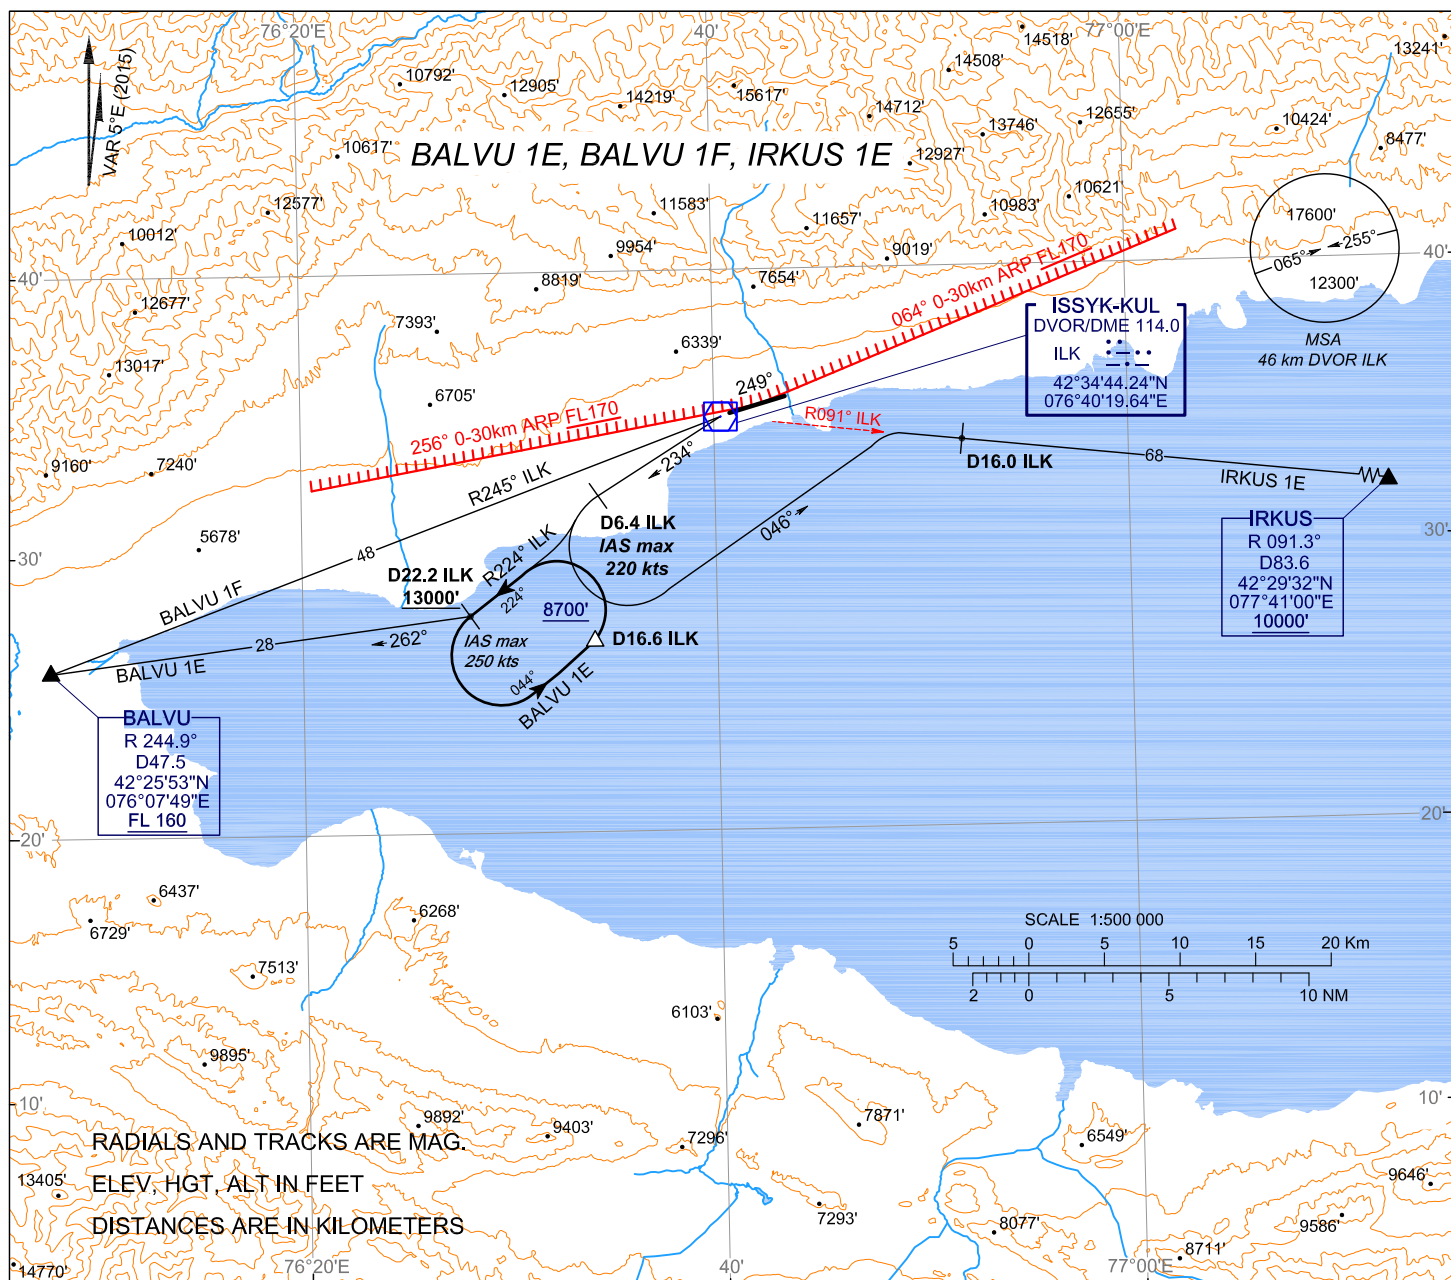 76°20'E
40'
77°00'E
14518'
13241'
VAR 5°E (2015)
10792'
12905'
14219'
15617'
14508'
14712'
12655'
13746'
10424'
8477'
10617'
BALVU 1E, BALVU 1F, IRKUS 1E
12927'
10621'
12577'
11583'
11657'
10983'
10012'
9954'
9019'
17600'
255°
065°
12300'
40'
40'
8819'
7654'
064° 0-30km ARP FL170
12677'
7393'
6339'
13017'
6705'
249°
ISSYK-KUL
DVOR/DME 114.0
ILK
42°34'44.24"N
076°40'19.64"E
MSA
46 km DVOR ILK
256° 0-30km ARP FL170
R091° ILK
9160'
7240'
R245° ILK
234°
D16.0 ILK
68
IRKUS 1E
5678'
D6.4 ILK
IAS max
220 kts
046°
IRKUS
R 091.3°
D83.6
42°29'32"N
077°41'00"E
10000'
30'
30'
48
R224° ILK
D22.2 ILK
13000'
224°
8700'
BALVU 1F
28
262°
IAS max
250 kts
D16.6 ILK
BALVU 1E
044°
BALVU 1E
BALVU
R 244.9°
D47.5
42°25'53"N
076°07'49"E
FL 160
20'
20'
6437'
6729'
6268'
SCALE 1:500 000
5 0 5 10 15 20 Km
2 0 5 10 NM
7513'
6103'
9895'
10'
10'
9892'
9403'
7296'
7871'
6549'
RADIALS AND TRACKS ARE MAG.
ELEV, HGT, ALT IN FEET
DISTANCES ARE IN KILOMETERS
13405'
9646'
7293'
8077'
9586'
8711'
14770'
76°20'E
40'
77°00'E